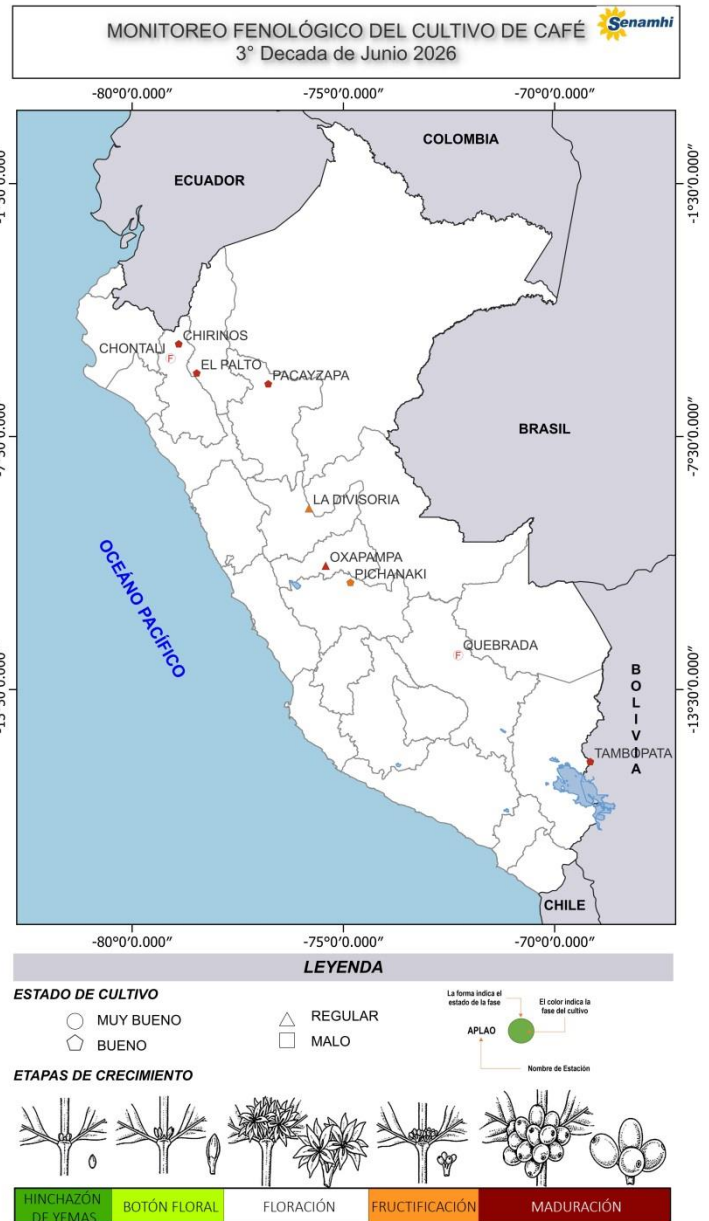 MONITOREO FENOLÓGICO DEL CULTIVO DE CAFÉ
3° Decada de Junio 2026
Senamhi
-80°0'0.000" -75°0'0.000" -70°0'0.000"
COLOMBIA
ECUADOR
-1°30'0.000"
CHIRINOS
CHONTALI
F
EL PALTO
PACAYZAPA
BRASIL
-7°30'0.000"
-7°30'0.000"
LA DIVISORIA
OXAPAMPA
PICHANAKI
OCEÁNO PACÍFICO
QUEBRADA
F
-13°30'0.000"
BOLIVIA
TAMBOPATA
CHILE
-80°0'0.000" -75°0'0.000" -70°0'0.000"
LEYENDA
ESTADO DE CULTIVO
MUY BUENO
REGULAR
BUENO
MALO
La forma indica el
estado de la fase
El color indica la
fase del cultivo
APLAO
Nombre de Estación
ETAPAS DE CRECIMIENTO
HINCHAZÓN
DE YEMAS
BOTÓN FLORAL
FLORACIÓN
FRUCTIFICACIÓN
MADURACIÓN